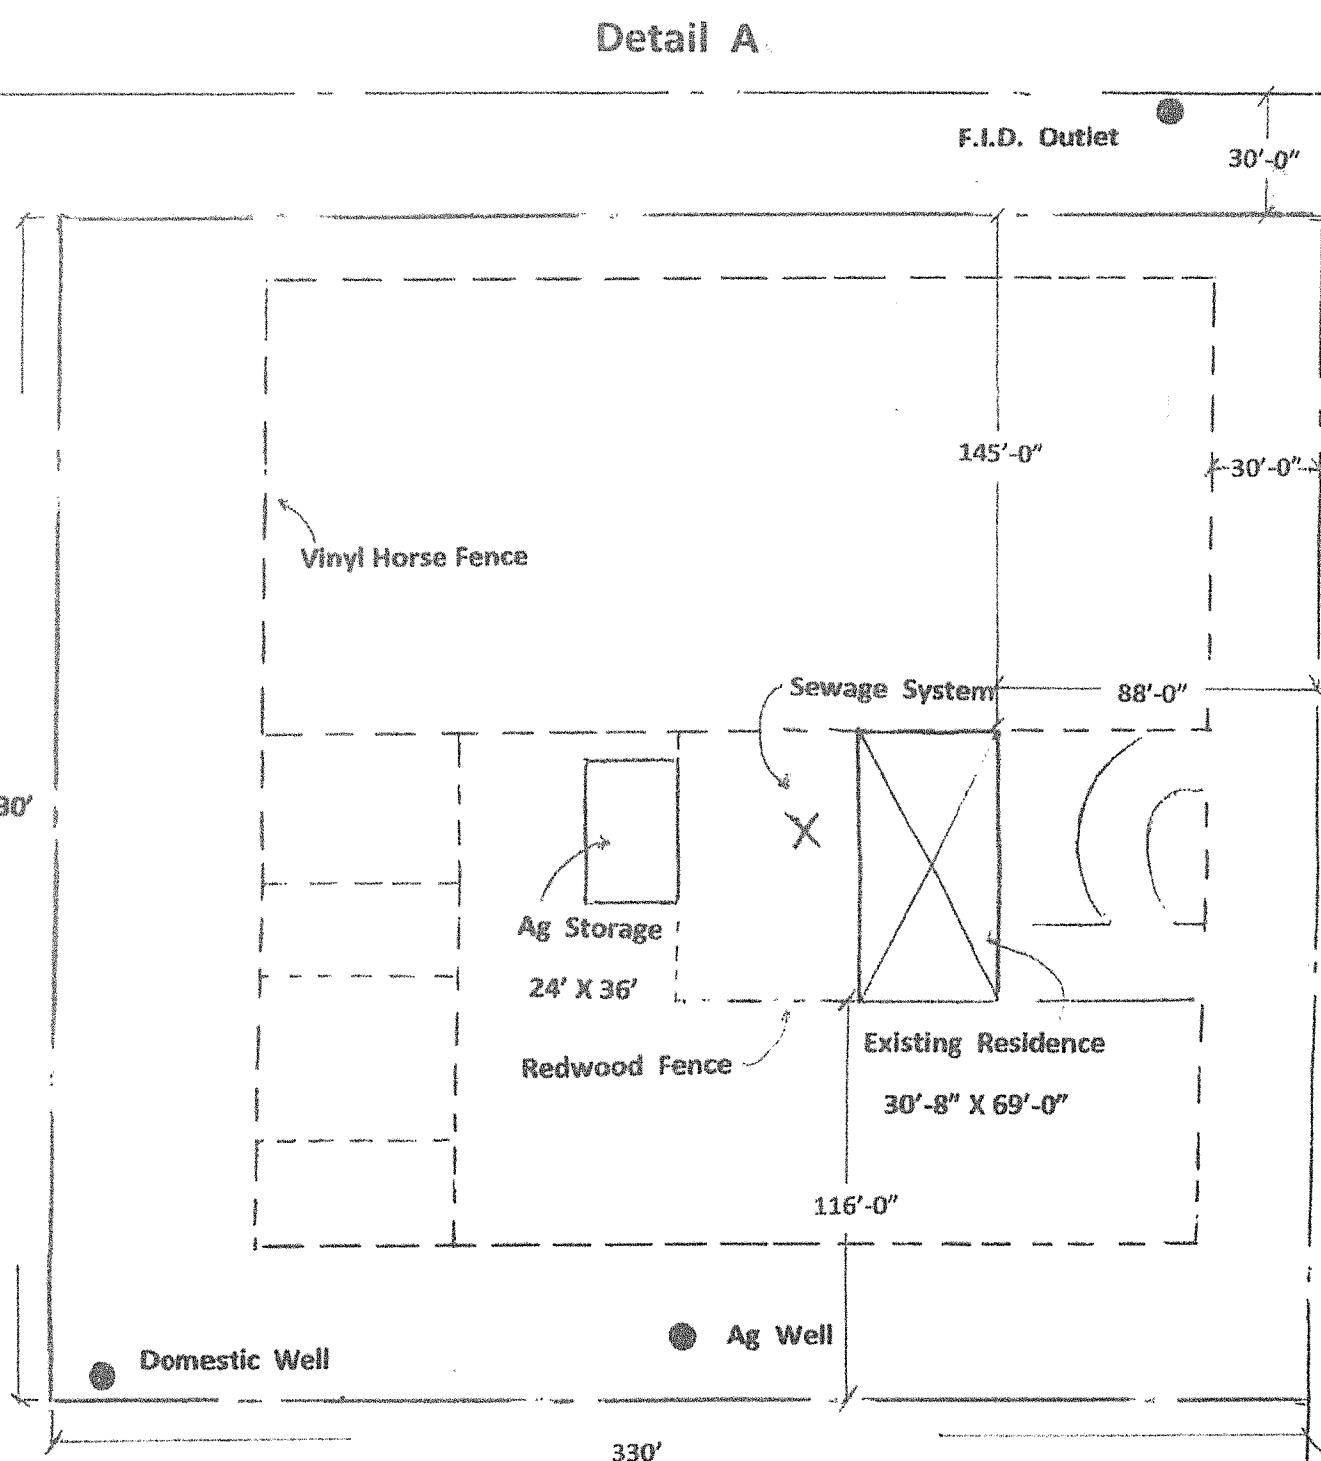 Detail A
F.I.D. Outlet
30'-0"
145'-0"
30'-0"
Vinyl Horse Fence
Sewage System
88'-0"
30'
Ag Storage
24' X 36'
Redwood Fence
Existing Residence
30'-8" X 69'-0"
116'-0"
Ag Well
Domestic Well
330'